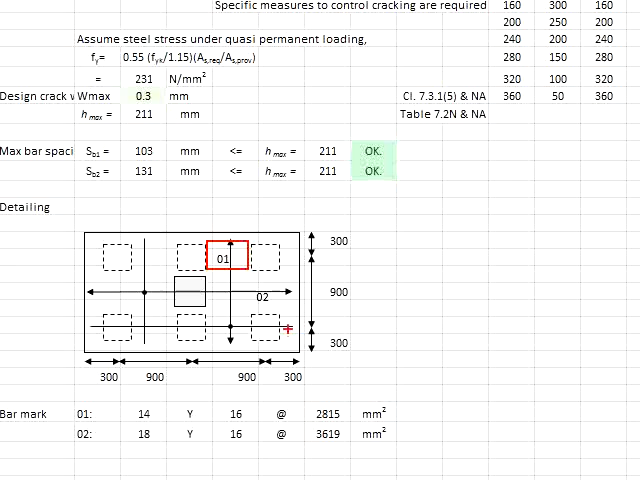 Specific measures to control cracking are required 160 300 160
200 250 200
Assume steel stress under quasi permanent loading, 240 200 240
fᵧ= 0.55 (fyk/1.15)(As,req/As,prov) 280 150 280
= 231 N/mm² 320 100 320
Design crack v Wmax 0.3 mm Cl. 7.3.1(5) & NA 360 50 360
h max = 211 mm Table 7.2N & NA
Max bar spaci Sb1 = 103 mm <= h max = 211 OK.
Sb2 = 131 mm <= h max = 211 OK.
Detailing
300
01
900
02
300
300 900 900 300
Bar mark 01: 14 Y 16 @ 2815 mm²
02: 18 Y 16 @ 3619 mm²